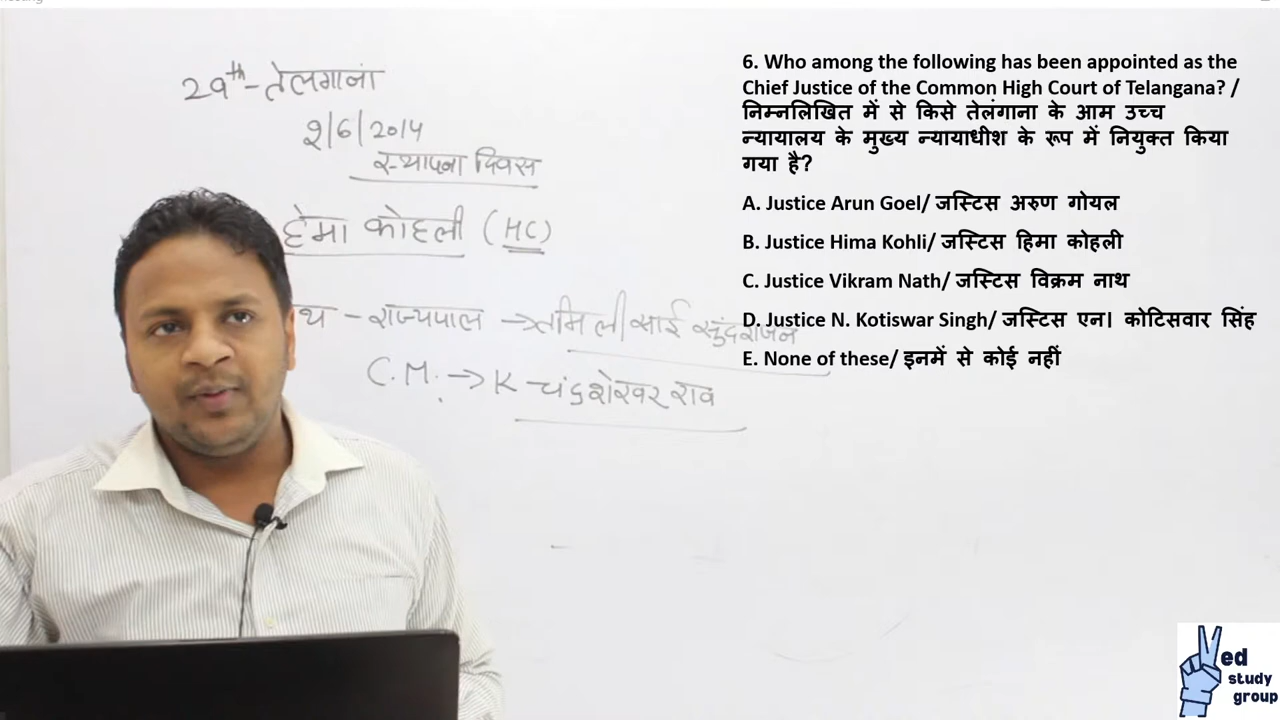 29th - तेलगानां
2/6/2014
स्थापना दिवस
हेमा कोहली (HC)
राज्यपाल → तमिलीसाई सुंदराजन
C.M. → K चंद्रशेखर राव
6. Who among the following has been appointed as the
Chief Justice of the Common High Court of Telangana? /
निम्नलिखित में से किसे तेलंगाना के आम उच्च
न्यायालय के मुख्य न्यायाधीश के रूप में नियुक्त किया
गया है?
A. Justice Arun Goel/ जस्टिस अरुण गोयल
B. Justice Hima Kohli/ जस्टिस हिमा कोहली
C. Justice Vikram Nath/ जस्टिस विक्रम नाथ
D. Justice N. Kotiswar Singh/ जस्टिस एन। कोटिसवार सिंह
E. None of these/ इनमें से कोई नहीं
Ved
study
group